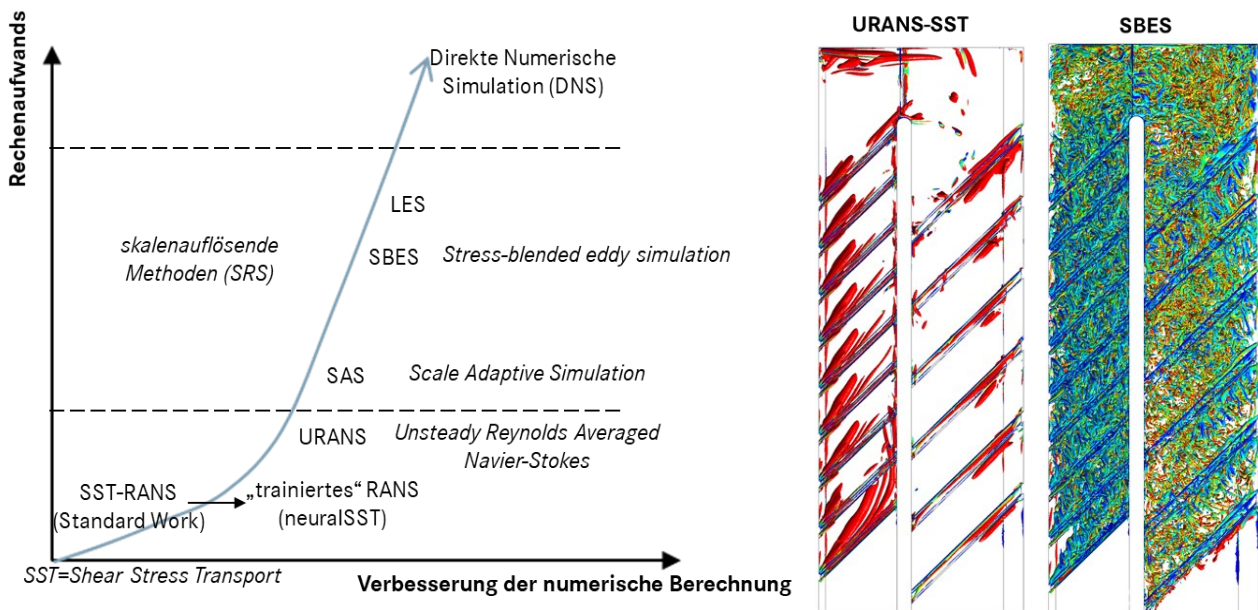 Rechenaufwands
Direkte Numerische
Simulation (DNS)
LES
skalenauflösende
Methoden (SRS)
SBES
Stress-blended eddy simulation
SAS
Scale Adaptive Simulation
URANS
Unsteady Reynolds Averaged
Navier-Stokes
SST-RANS
(Standard Work)
„trainiertes“ RANS
(neuralSST)
SST=Shear Stress Transport
Verbesserung der numerische Berechnung
URANS-SST
SBES